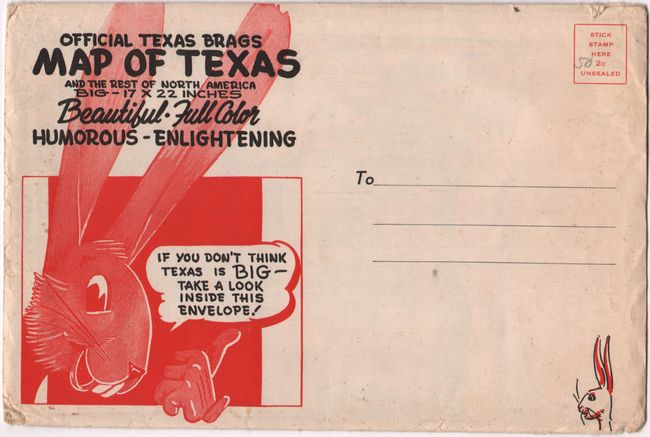 OFFICIAL TEXAS BRAGS
MAP OF TEXAS
AND THE REST OF NORTH AMERICA
BIG - 17 X 22 INCHES
Beautiful · Full Color
HUMOROUS - ENLIGHTENING
IF YOU DON'T THINK
TEXAS IS BIG—
TAKE A LOOK
INSIDE THIS
ENVELOPE!
STICK
STAMP
HERE
50 2c
UNSEALED
To